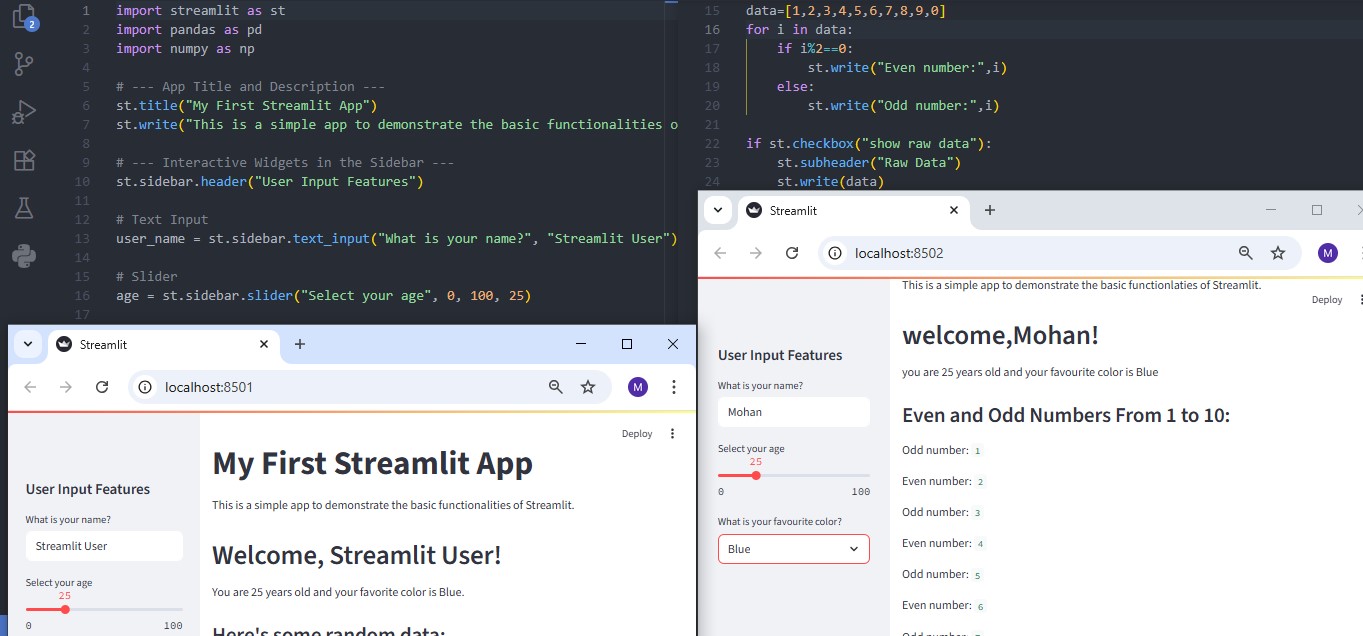 2
1 import streamlit as st
2 import pandas as pd
3 import numpy as np
4
5 # --- App Title and Description ---
6 st.title("My First Streamlit App")
7 st.write("This is a simple app to demonstrate the basic functionalities o
8
9 # --- Interactive Widgets in the Sidebar ---
10 st.sidebar.header("User Input Features")
11
12 # Text Input
13 user_name = st.sidebar.text_input("What is your name?", "Streamlit User")
14
15 # Slider
16 age = st.sidebar.slider("Select your age", 0, 100, 25)
17
15 data=[1,2,3,4,5,6,7,8,9,0]
16 for i in data:
17 if i%2==0:
18 st.write("Even number:",i)
19 else:
20 st.write("Odd number:",i)
21
22 if st.checkbox("show raw data"):
23 st.subheader("Raw Data")
24 st.write(data)
Streamlit
localhost:8501
M
Deploy
User Input Features
What is your name?
Streamlit User
Select your age
25
0 100
My First Streamlit App
This is a simple app to demonstrate the basic functionalities of Streamlit.
Welcome, Streamlit User!
You are 25 years old and your favorite color is Blue.
Here's some random data:
Streamlit
localhost:8502
M
Deploy
User Input Features
What is your name?
Mohan
Select your age
25
0 100
What is your favourite color?
Blue
This is a simple app to demonstrate the basic functionlaties of Streamlit.
welcome,Mohan!
you are 25 years old and your favourite color is Blue
Even and Odd Numbers From 1 to 10:
Odd number: 1
Even number: 2
Odd number: 3
Even number: 4
Odd number: 5
Even number: 6
Odd number: